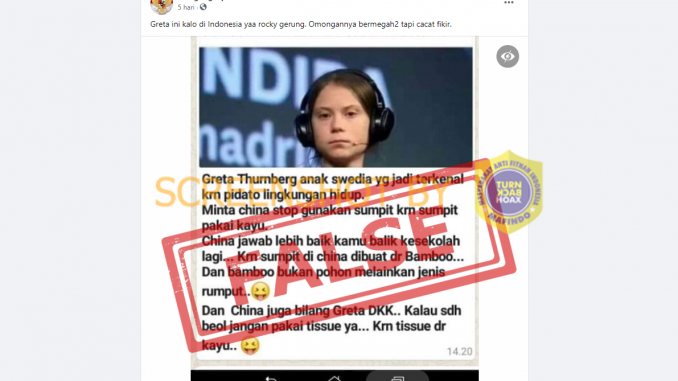 5 hari
Greta ini kalo di Indonesia yaa rocky gerung. Omongannya bermegah2 tapi cacat fikir.
NDIDA
madri
Greta Thurnberg anak swedia yg jadi terkenal
krn pidato lingkungan hidup.
Minta china stop gunakan sumpit krn sumpit
pakai kayu.
China jawab lebih baik kamu balik kesekolah
lagi... Krn sumpit di china dibuat dr Bamboo...
Dan bamboo bukan pohon melainkan jenis
rumput..😝
Dan China juga bilang Greta DKK.. Kalau sdh
beol jangan pakai tissue ya... Krn tissue dr
kayu.. 😝
14.20
FALSE
SCREENSHOT BY
MASYARAKAT ANTI FITNAH INDONESIA
TURN
BACK
HOAX
MAFINDO